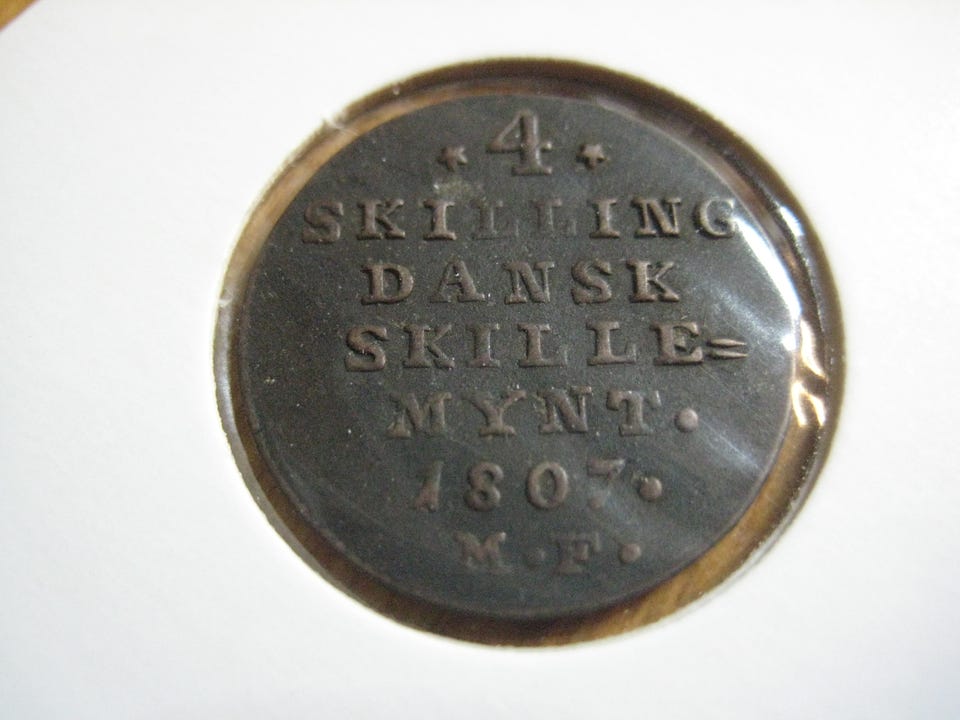 ★ 4 ★
SKILLING
DANSK
SKILLE=
MYNT.
1807.
M.F.